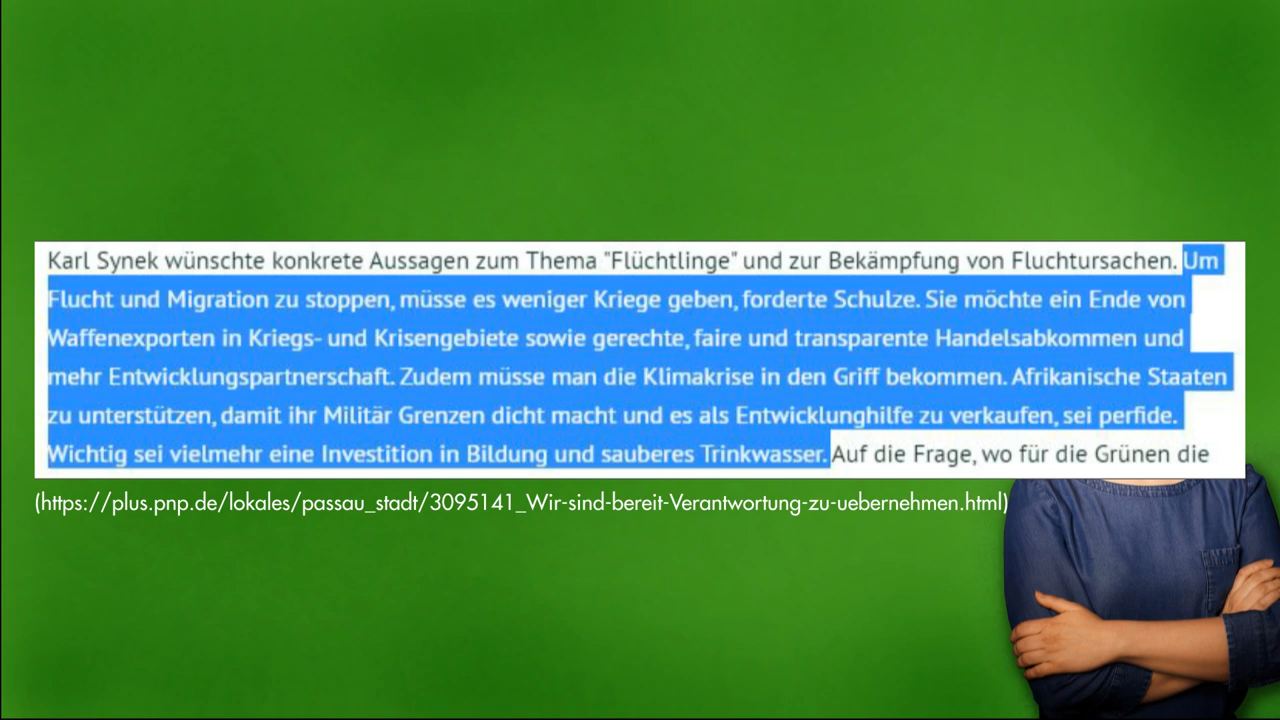 Karl Synek wünschte konkrete Aussagen zum Thema "Flüchtlinge" und zur Bekämpfung von Fluchtursachen. Um
Flucht und Migration zu stoppen, müsse es weniger Kriege geben, forderte Schulze. Sie möchte ein Ende von
Waffenexporten in Kriegs- und Krisengebiete sowie gerechte, faire und transparente Handelsabkommen und
mehr Entwicklungspartnerschaft. Zudem müsse man die Klimakrise in den Griff bekommen. Afrikanische Staaten
zu unterstützen, damit ihr Militär Grenzen dicht macht und es als Entwicklunghilfe zu verkaufen, sei perfide.
Wichtig sei vielmehr eine Investition in Bildung und sauberes Trinkwasser. Auf die Frage, wo für die Grünen die
(https://plus.pnp.de/lokales/passau_stadt/3095141_Wir-sind-bereit-Verantwortung-zu-uebernehmen.html)